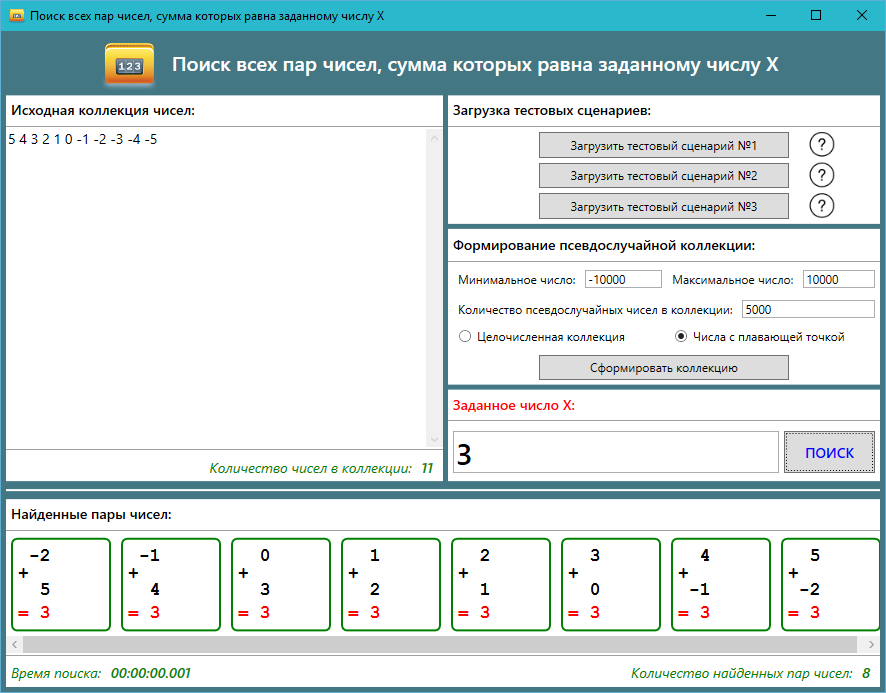 Поиск всех пар чисел, сумма которых равна заданному числу X
123
Поиск всех пар чисел, сумма которых равна заданному числу X
Исходная коллекция чисел:
5 4 3 2 1 0 -1 -2 -3 -4 -5
Количество чисел в коллекции: 11
Загрузка тестовых сценариев:
Загрузить тестовый сценарий №1 ?
Загрузить тестовый сценарий №2 ?
Загрузить тестовый сценарий №3 ?
Формирование псевдослучайной коллекции:
Минимальное число: -10000 Максимальное число: 10000
Количество псевдослучайных чисел в коллекции: 5000
Целочисленная коллекция Числа с плавающей точкой
Сформировать коллекцию
Заданное число X:
3 ПОИСК
Найденные пары чисел:
-2 -1 0 1 2 3 4 5
+ + + + + + + +
5 4 3 2 1 0 -1 -2
= 3 = 3 = 3 = 3 = 3 = 3 = 3 = 3
Время поиска: 00:00:00.001 Количество найденных пар чисел: 8